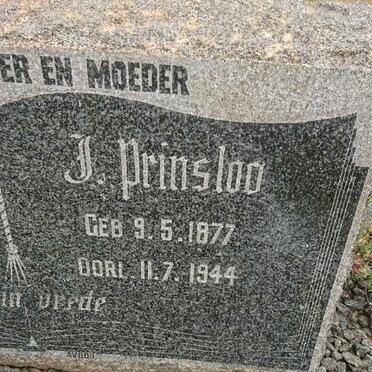 ER EN MOEDER
J. Prinsloo
GEB 9.5.1877
OORL. 11.7.1944
in vrede